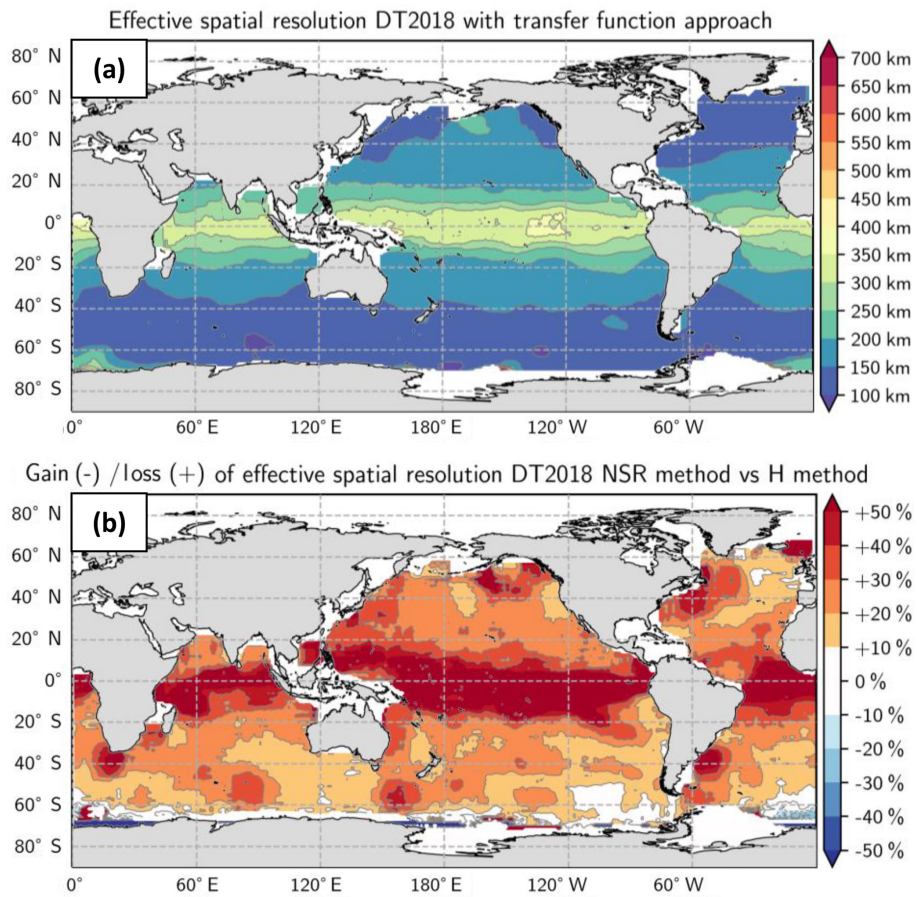 Effective spatial resolution DT2018 with transfer function approach
(a)
80° N
60° N
40° N
20° N
0°
20° S
40° S
60° S
80° S
0°
60° E
120° E
180° E
120° W
60° W
700 km
650 km
600 km
550 km
500 km
450 km
400 km
350 km
300 km
250 km
200 km
150 km
100 km
Gain (-) /loss (+) of effective spatial resolution DT2018 NSR method vs H method
(b)
80° N
60° N
40° N
20° N
0°
20° S
40° S
60° S
80° S
0°
60° E
120° E
180° E
120° W
60° W
+50 %
+40 %
+30 %
+20 %
+10 %
0 %
-10 %
-20 %
-30 %
-40 %
-50 %